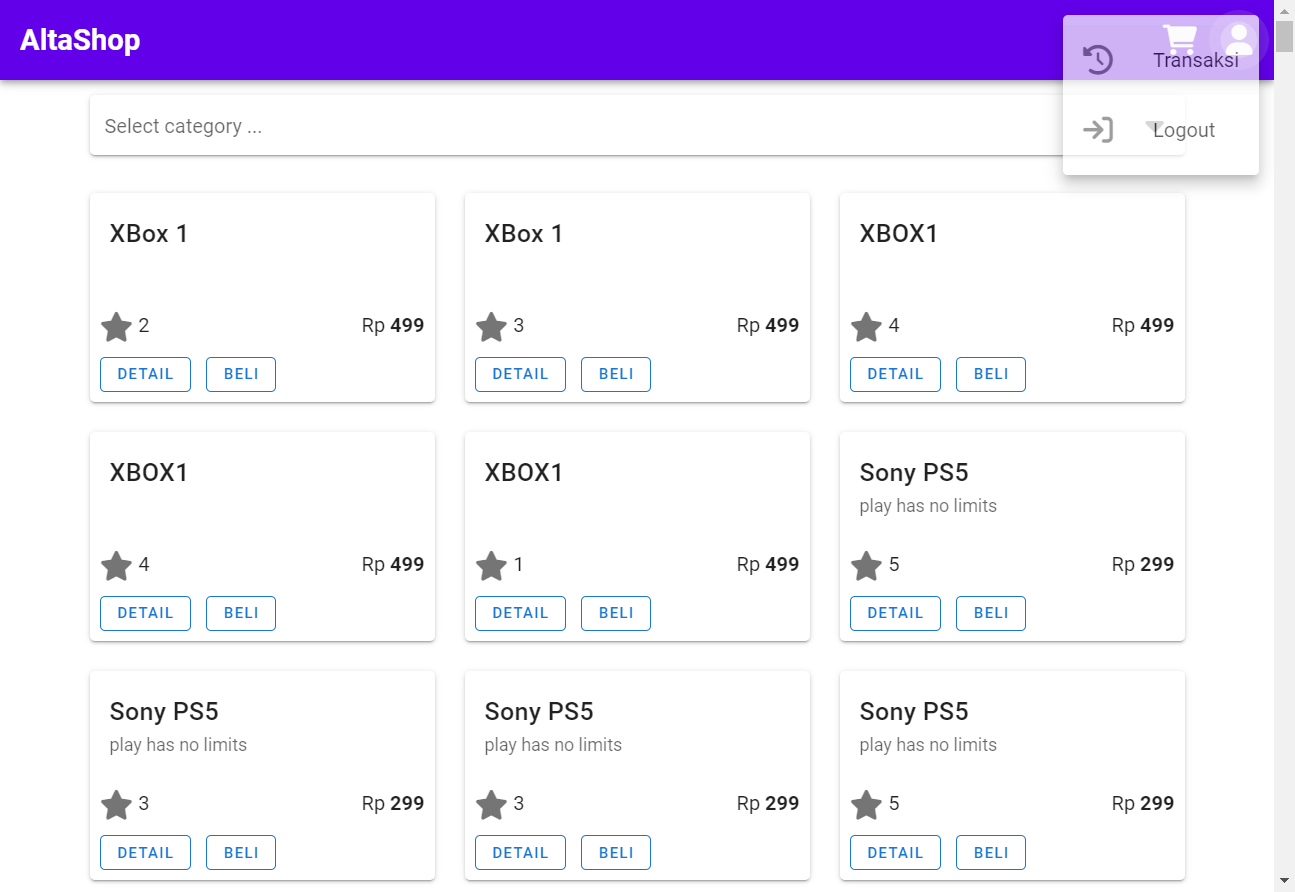 AltaShop
Transaksi
Logout
Select category ...
XBox 1
2
Rp 499
DETAIL
BELI
XBox 1
3
Rp 499
DETAIL
BELI
XBOX1
4
Rp 499
DETAIL
BELI
XBOX1
4
Rp 499
DETAIL
BELI
XBOX1
1
Rp 499
DETAIL
BELI
Sony PS5
play has no limits
5
Rp 299
DETAIL
BELI
Sony PS5
play has no limits
3
Rp 299
DETAIL
BELI
Sony PS5
play has no limits
3
Rp 299
DETAIL
BELI
Sony PS5
play has no limits
5
Rp 299
DETAIL
BELI